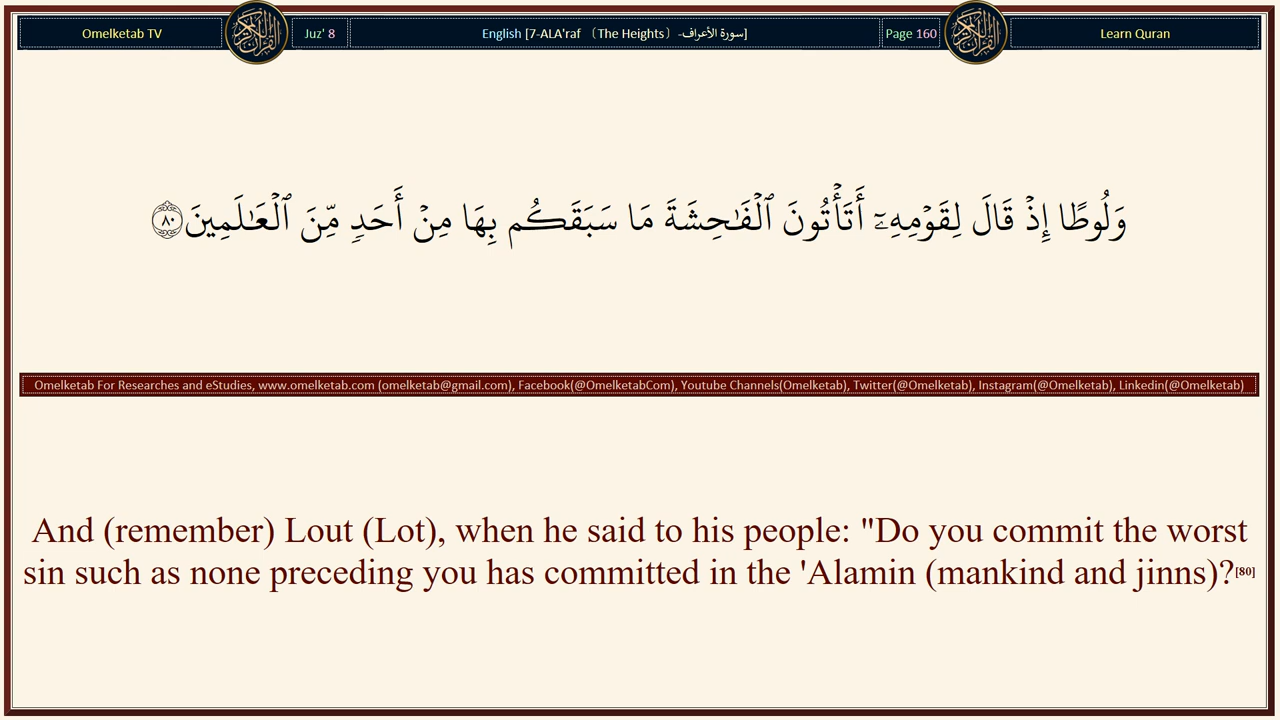 Omelketab TV
Juz' 8
English [7-ALA'raf 〔The Heights〕 -سورة الأعراف]
Page 160
Learn Quran
وَلُوطًا إِذۡ قَالَ لِقَوۡمِهِۦٓ أَتَأۡتُونَ ٱلۡفَٰحِشَةَ مَا سَبَقَكُم بِهَا مِنۡ أَحَدٖ مِّنَ ٱلۡعَٰلَمِينَ ٨٠
Omelketab For Researches and eStudies, www.omelketab.com (omelketab@gmail.com), Facebook(@OmelketabCom), Youtube Channels(Omelketab), Twitter(@Omelketab), Instagram(@Omelketab), Linkedin(@Omelketab)
And (remember) Lout (Lot), when he said to his people: "Do you commit the worst
sin such as none preceding you has committed in the 'Alamin (mankind and jinns)?[80]